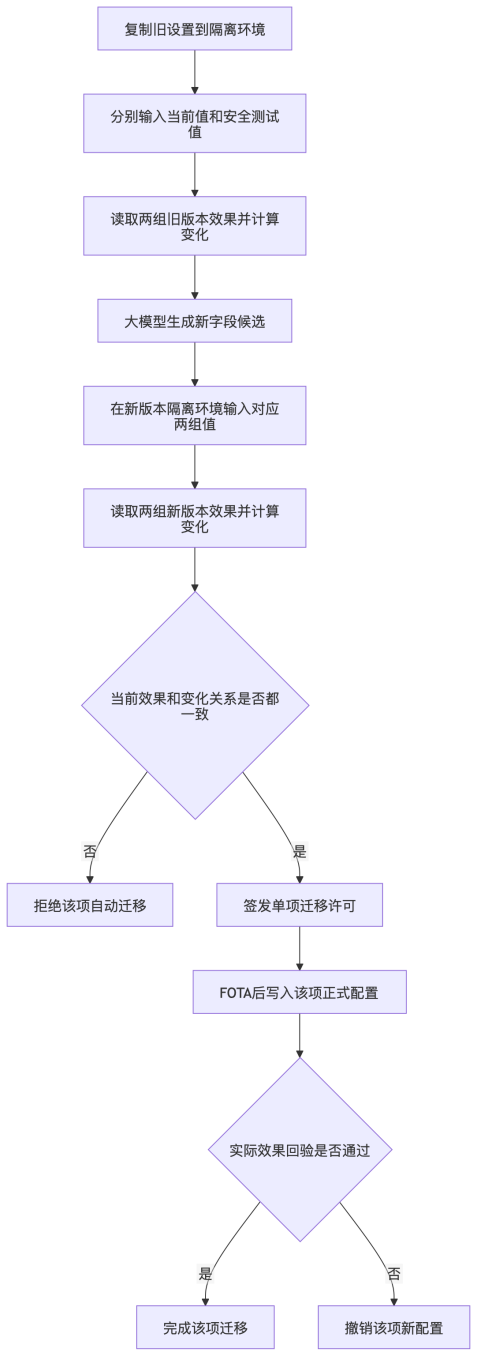 复制旧设置到隔离环境
分别输入当前值和安全测试
值
读取两组旧版本效果并计算
变化
大模型生成新字段候选
在新版本隔离环境输入对应
两组值
读取两组新版本效果并计算
变化
当前效果和变化关系是否都
一致
否
是
拒绝该项自动迁移
签发单项迁移许可
FOTA后写入该项正式配置
实际效果回验是否通过
是
否
完成该项迁移
撤销该项新配置